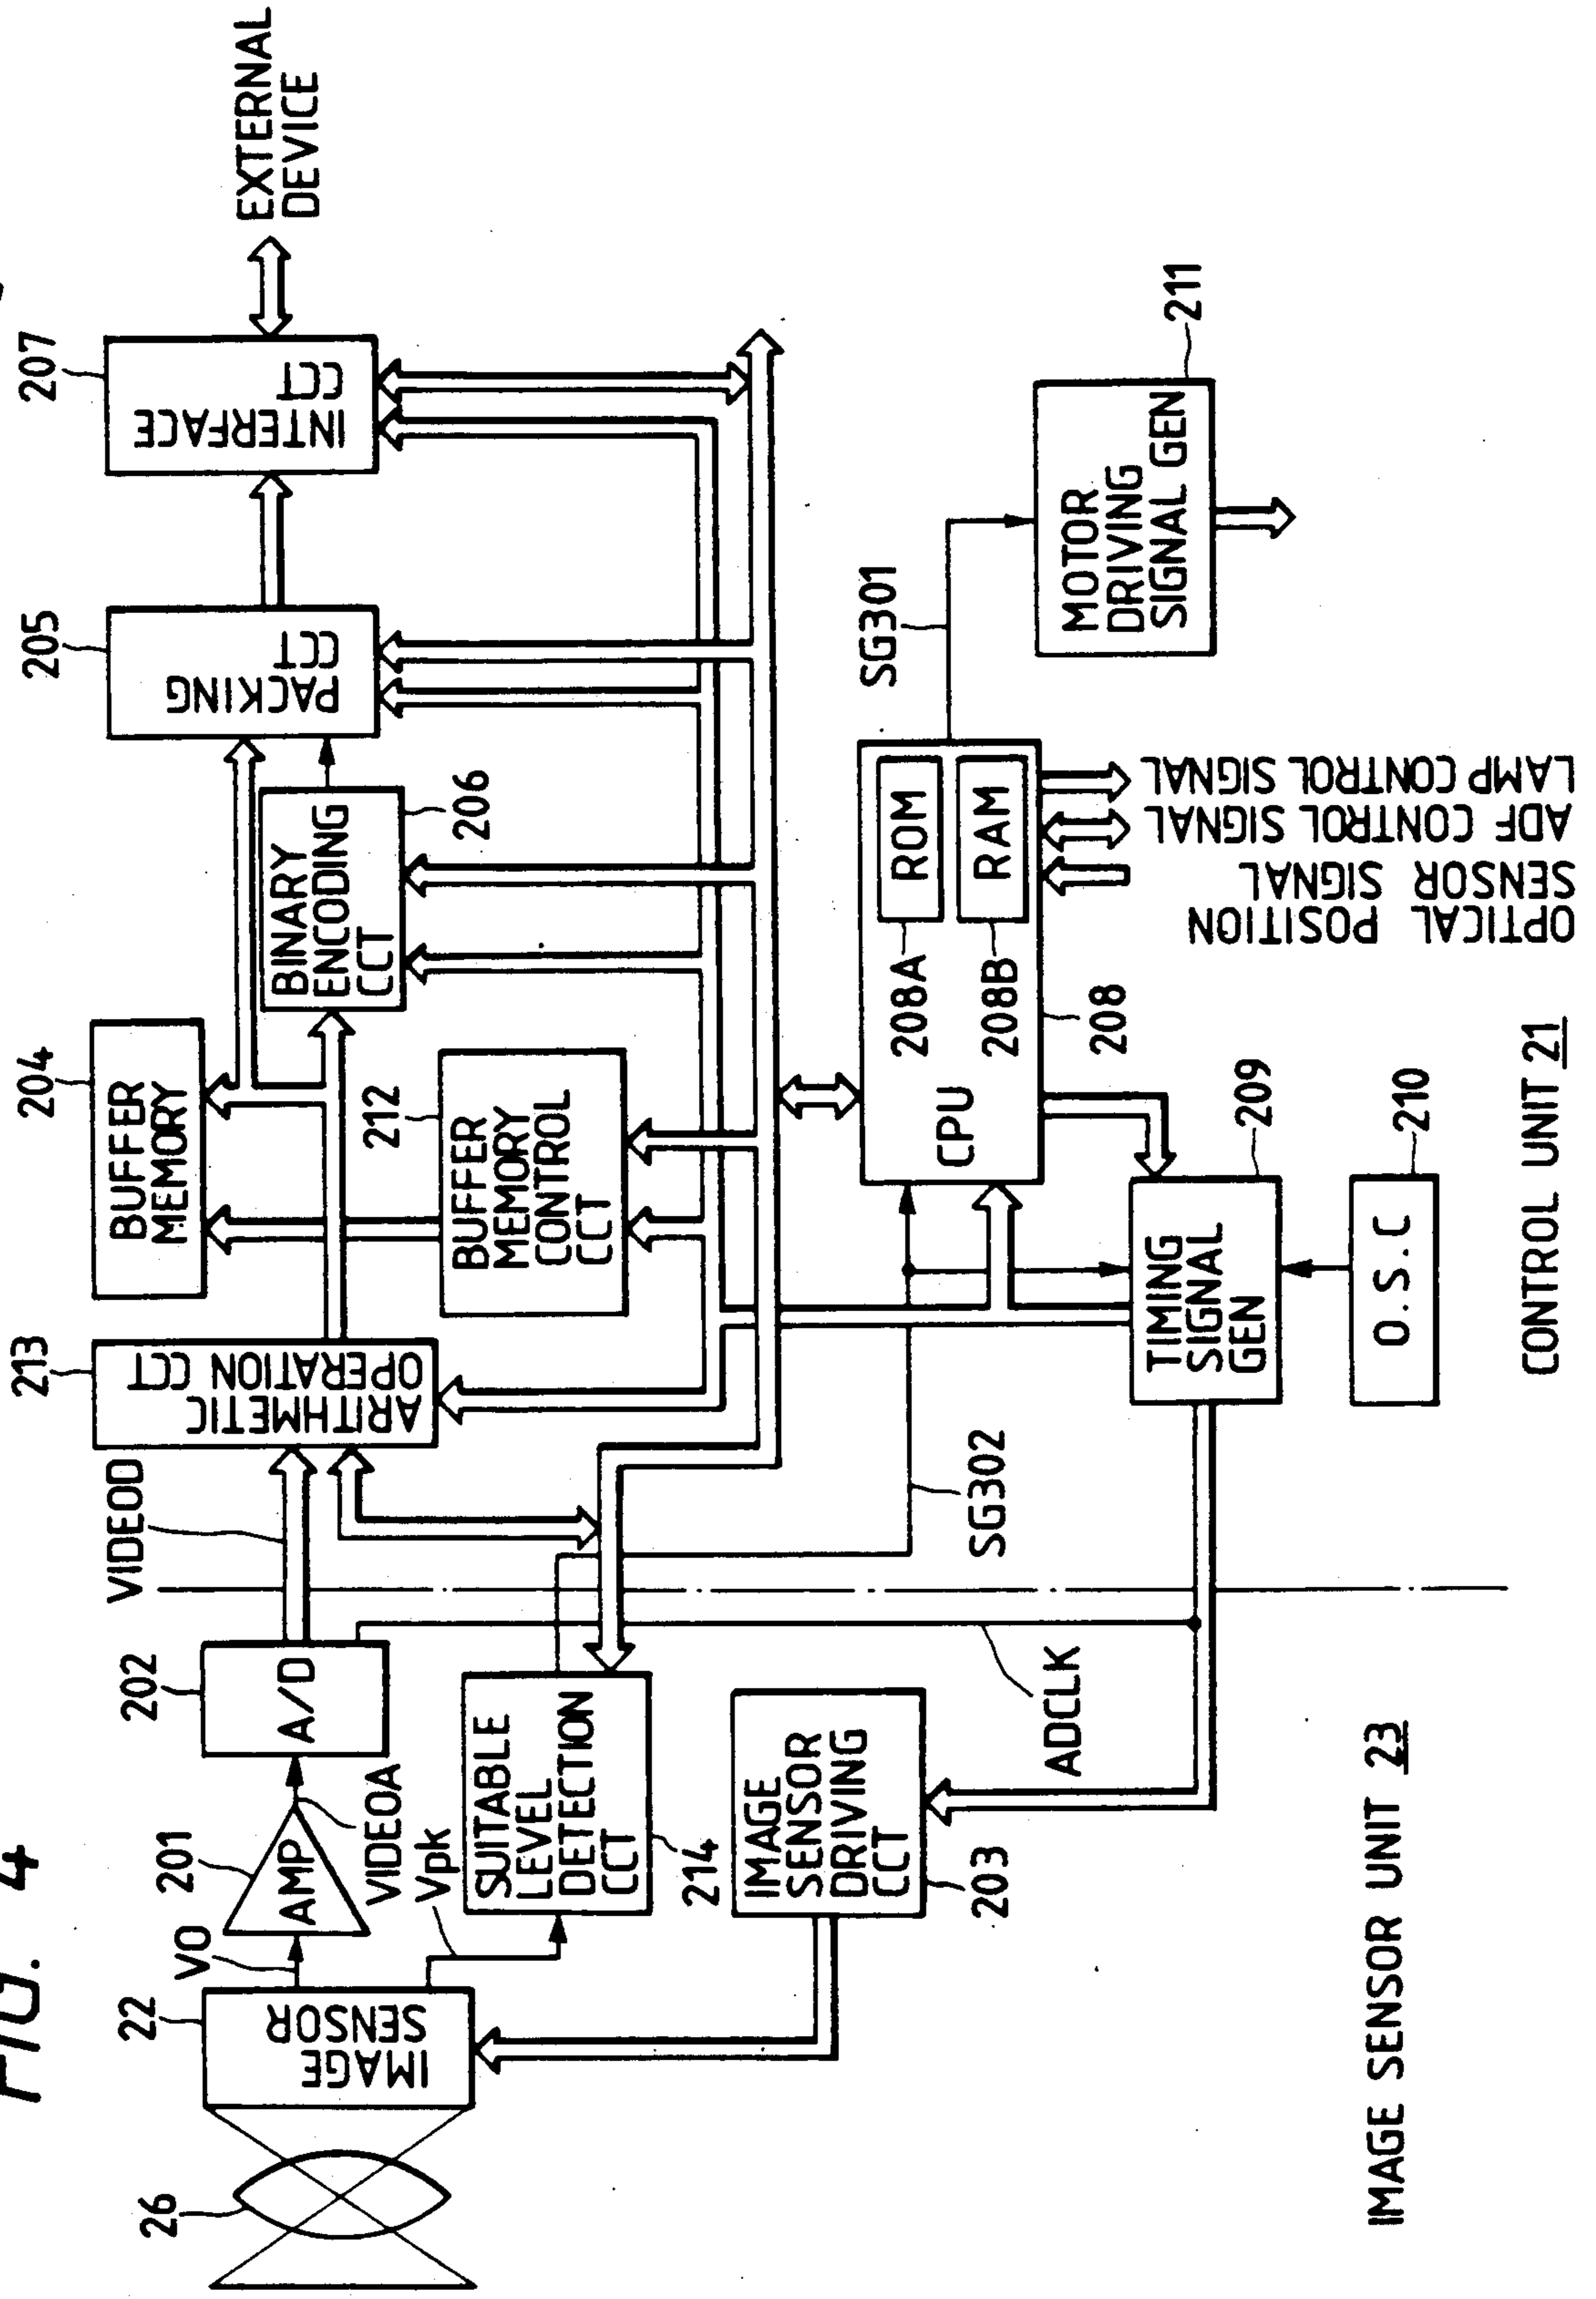 FIG. 4
26
22
IMAGE
SENSOR
VO
201
AMP
VIDEOA
Vpk
202
A/D
VIDEOD
SUITABLE
LEVEL
DETECTION
CCT
214
IMAGE
SENSOR
DRIVING
CCT
203
ADCLK
SG302
213
ARITHMETIC
OPERATION CCT
204
BUFFER
MEMORY
212
BUFFER
MEMORY
CONTROL
CCT
BINARY
ENCODING
CCT
206
205
PACKING
CCT
207
INTERFACE
CCT
EXTERNAL
DEVICE
CPU
208A
ROM
208B
RAM
208
SG301
MOTOR
DRIVING
SIGNAL GEN
211
OPTICAL POSITION
SENSOR SIGNAL
ADF CONTROL SIGNAL
LAMP CONTROL SIGNAL
TIMING
SIGNAL
GEN
209
O.S.C
210
IMAGE SENSOR UNIT 23
CONTROL UNIT 21